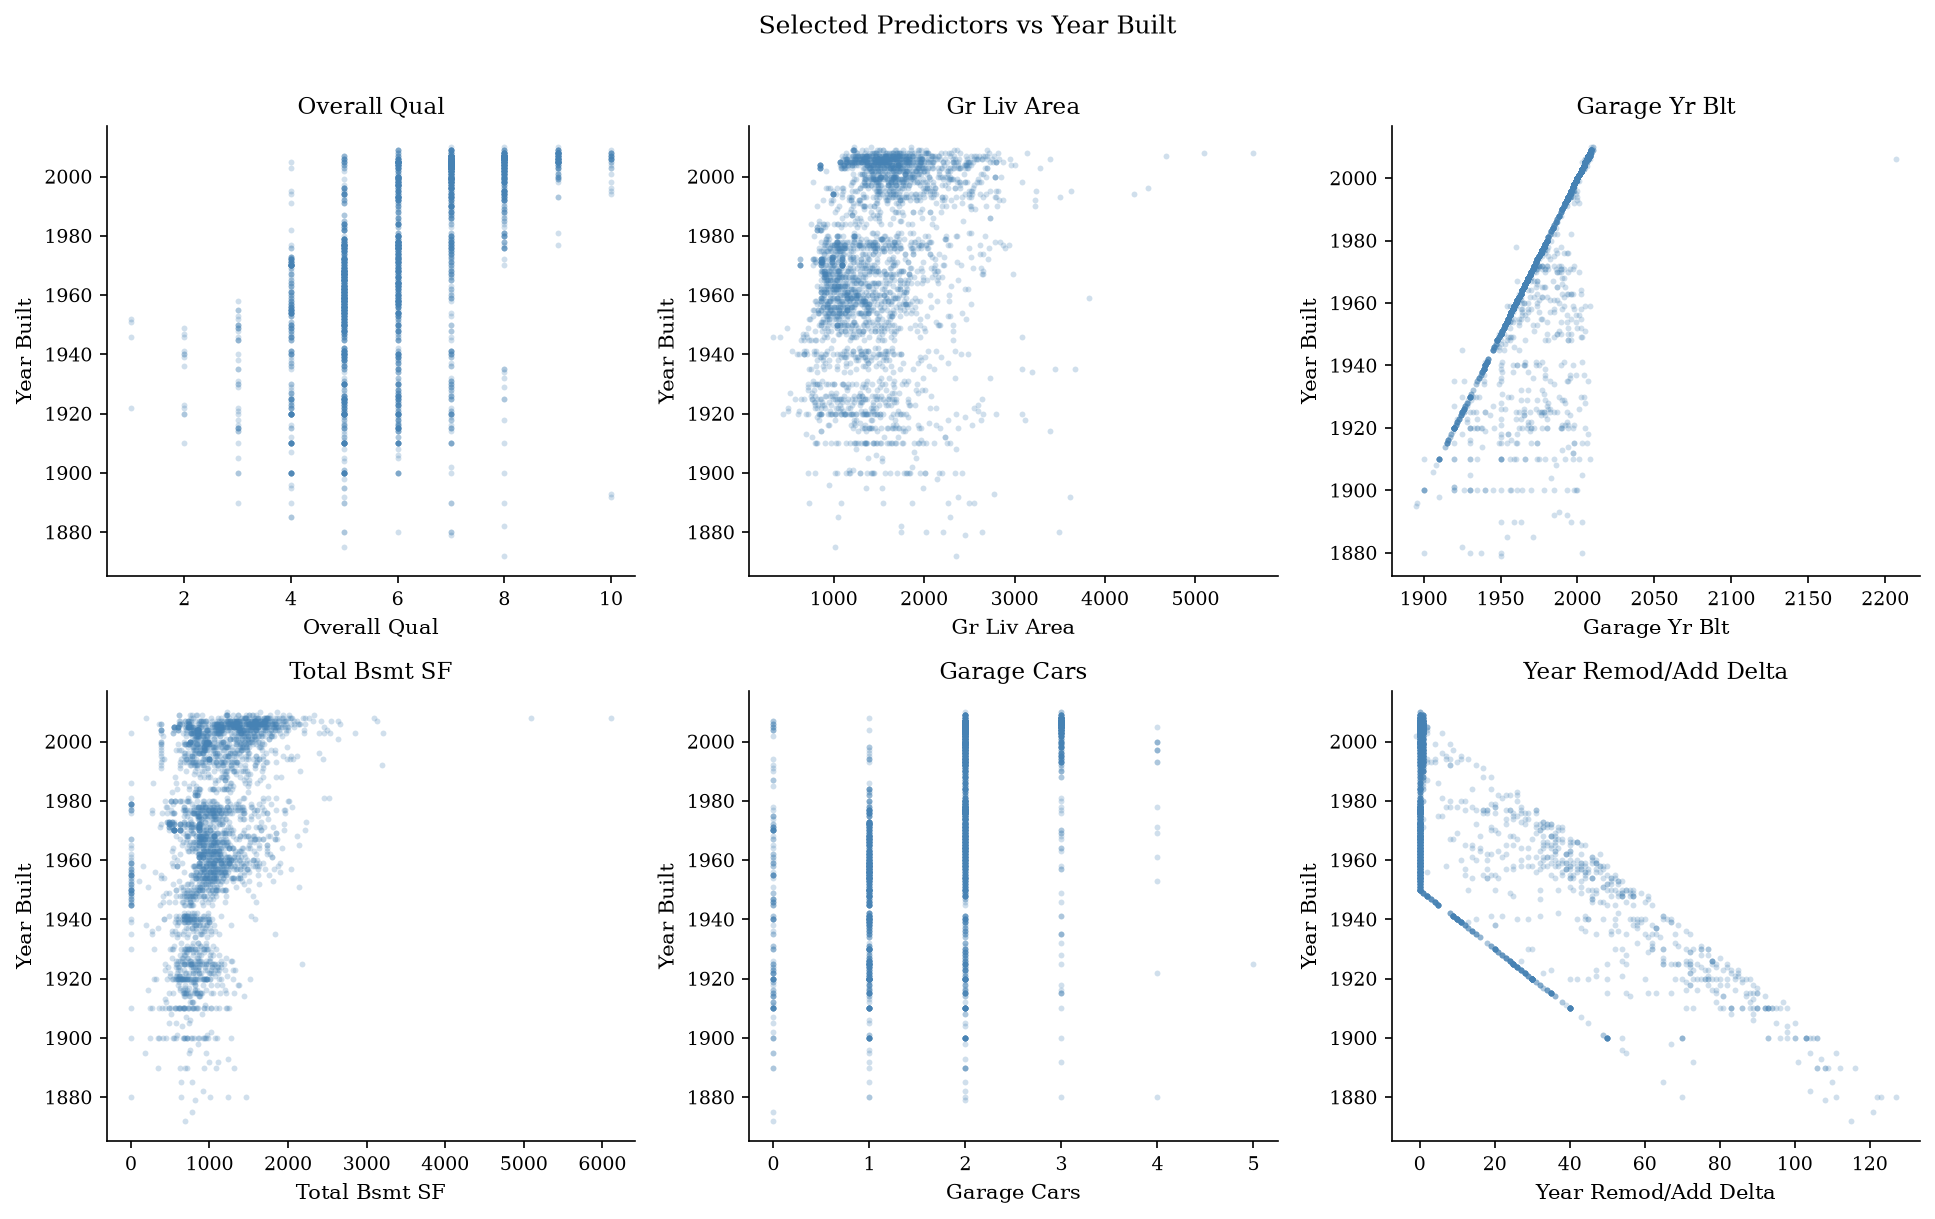 Selected Predictors vs Year Built
Overall Qual
Year Built
2000
1980
1960
1940
1920
1900
1880
2 4 6 8 10
Overall Qual
Gr Liv Area
Year Built
2000
1980
1960
1940
1920
1900
1880
1000 2000 3000 4000 5000
Gr Liv Area
Garage Yr Blt
Year Built
2000
1980
1960
1940
1920
1900
1880
1900 1950 2000 2050 2100 2150 2200
Garage Yr Blt
Total Bsmt SF
Year Built
2000
1980
1960
1940
1920
1900
1880
0 1000 2000 3000 4000 5000 6000
Total Bsmt SF
Garage Cars
Year Built
2000
1980
1960
1940
1920
1900
1880
0 1 2 3 4 5
Garage Cars
Year Remod/Add Delta
Year Built
2000
1980
1960
1940
1920
1900
1880
0 20 40 60 80 100 120
Year Remod/Add Delta